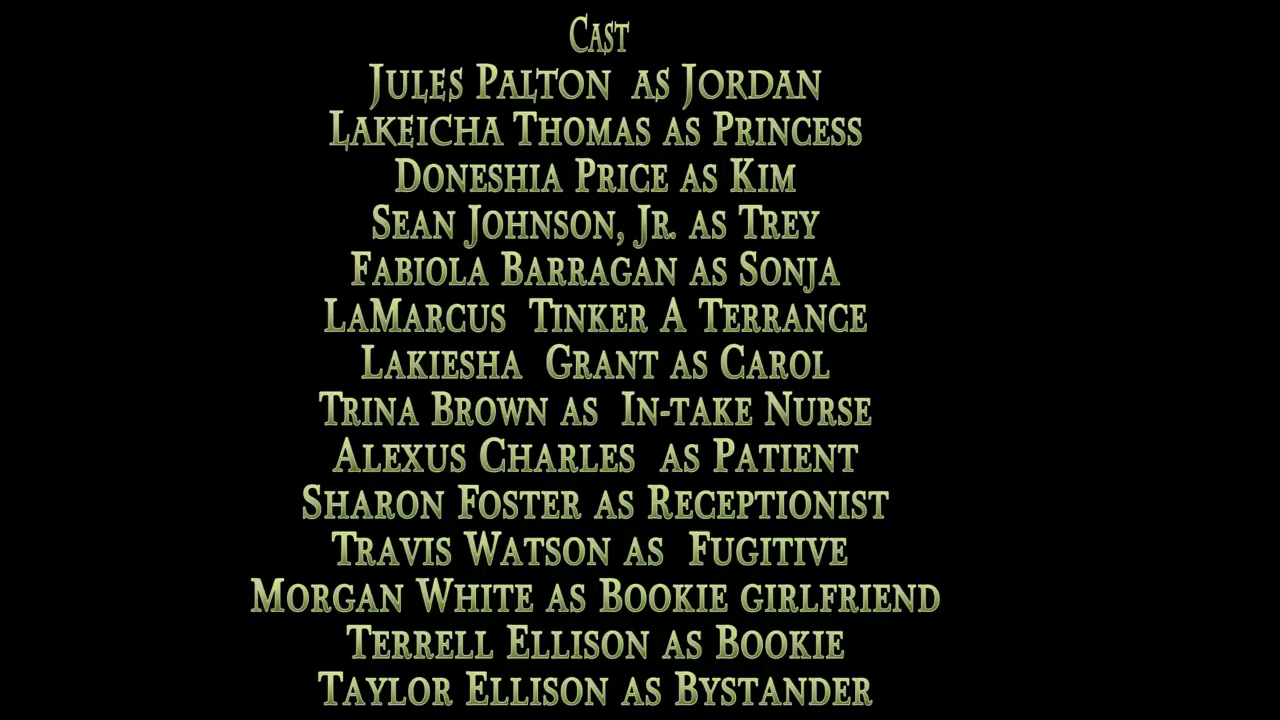 Cast
Jules Palton as Jordan
Lakeicha Thomas as Princess
Doneshia Price as Kim
Sean Johnson, Jr. as Trey
Fabiola Barragan as Sonja
LaMarcus Tinker A Terrance
Lakiesha Grant as Carol
Trina Brown as In-take Nurse
Alexus Charles as Patient
Sharon Foster as Receptionist
Travis Watson as Fugitive
Morgan White as Bookie girlfriend
Terrell Ellison as Bookie
Taylor Ellison as Bystander